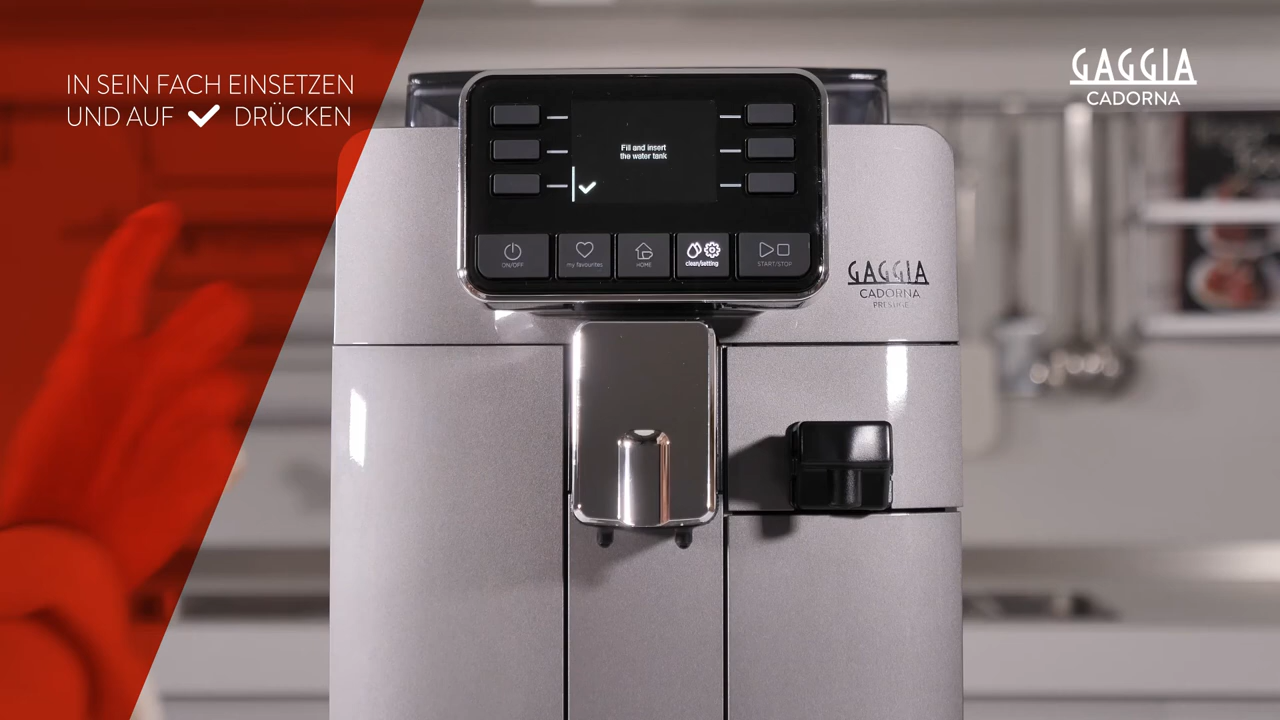 IN SEIN FACH EINSETZEN
UND AUF ✔ DRÜCKEN
GAGGIA
CADORNA
Fill and insert
the water tank
✔
ON/OFF
my favourites
HOME
clean/setting
START/STOP
GAGGIA
CADORNA
PRESTIGE